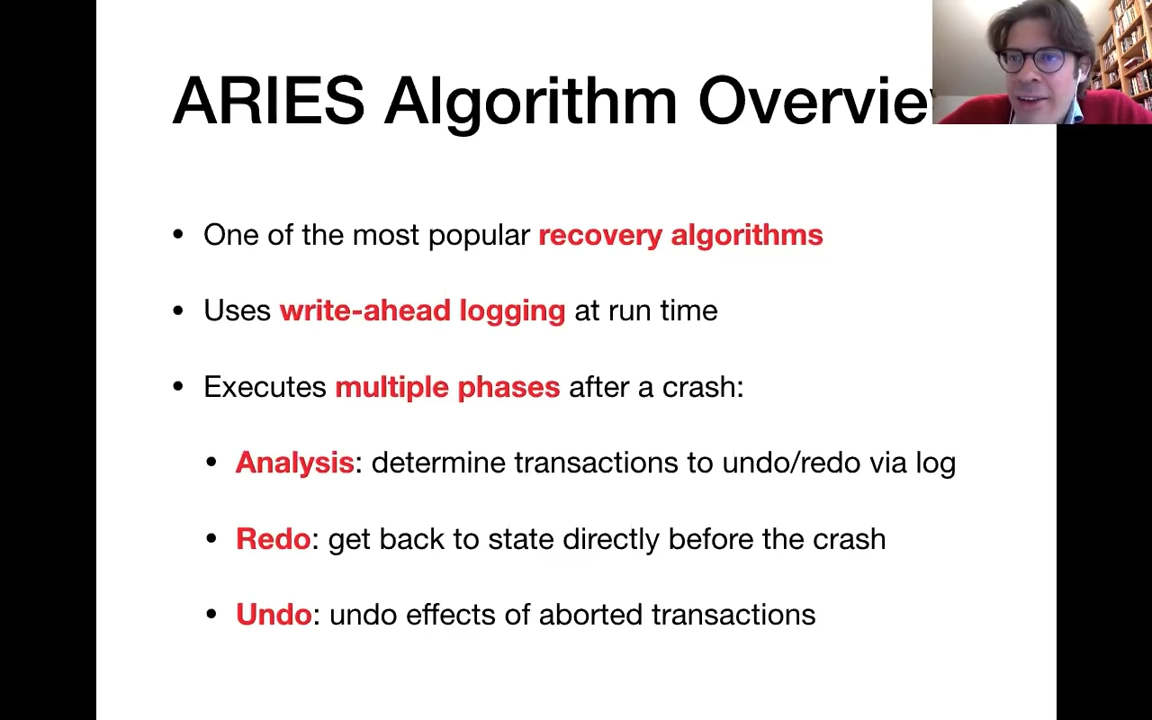 ARIES Algorithm Overvie
• One of the most popular recovery algorithms
• Uses write-ahead logging at run time
• Executes multiple phases after a crash:
• Analysis: determine transactions to undo/redo via log
• Redo: get back to state directly before the crash
• Undo: undo effects of aborted transactions